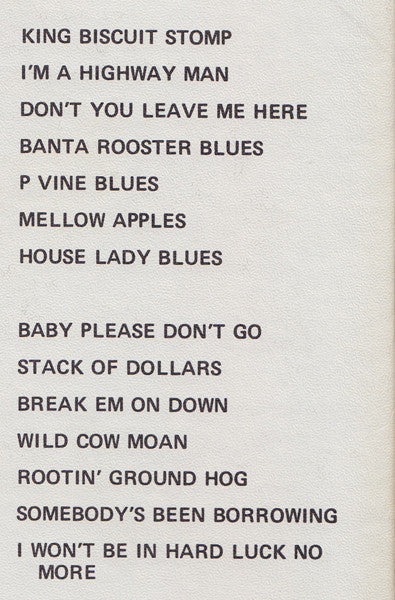 KING BISCUIT STOMP
I'M A HIGHWAY MAN
DON'T YOU LEAVE ME HERE
BANTA ROOSTER BLUES
P VINE BLUES
MELLOW APPLES
HOUSE LADY BLUES
BABY PLEASE DON'T GO
STACK OF DOLLARS
BREAK EM ON DOWN
WILD COW MOAN
ROOTIN' GROUND HOG
SOMEBODY'S BEEN BORROWING
I WON'T BE IN HARD LUCK NO
MORE